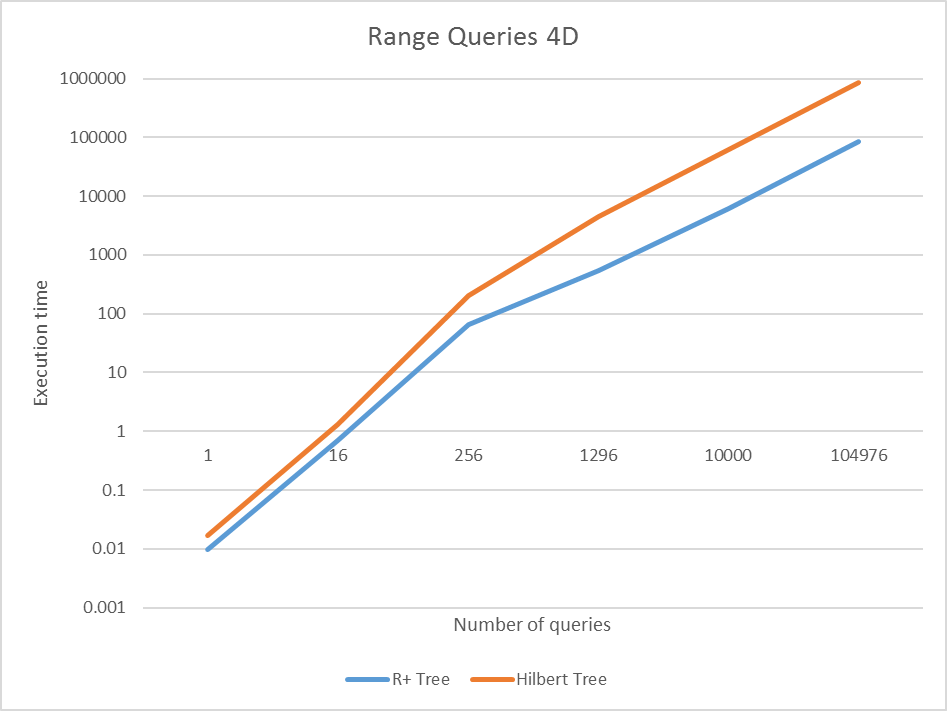 Range Queries 4D
1000000
100000
10000
1000
100
10
1
0.1
0.01
0.001
Execution time
1 16 256 1296 10000 104976
Number of queries
R+ Tree Hilbert Tree